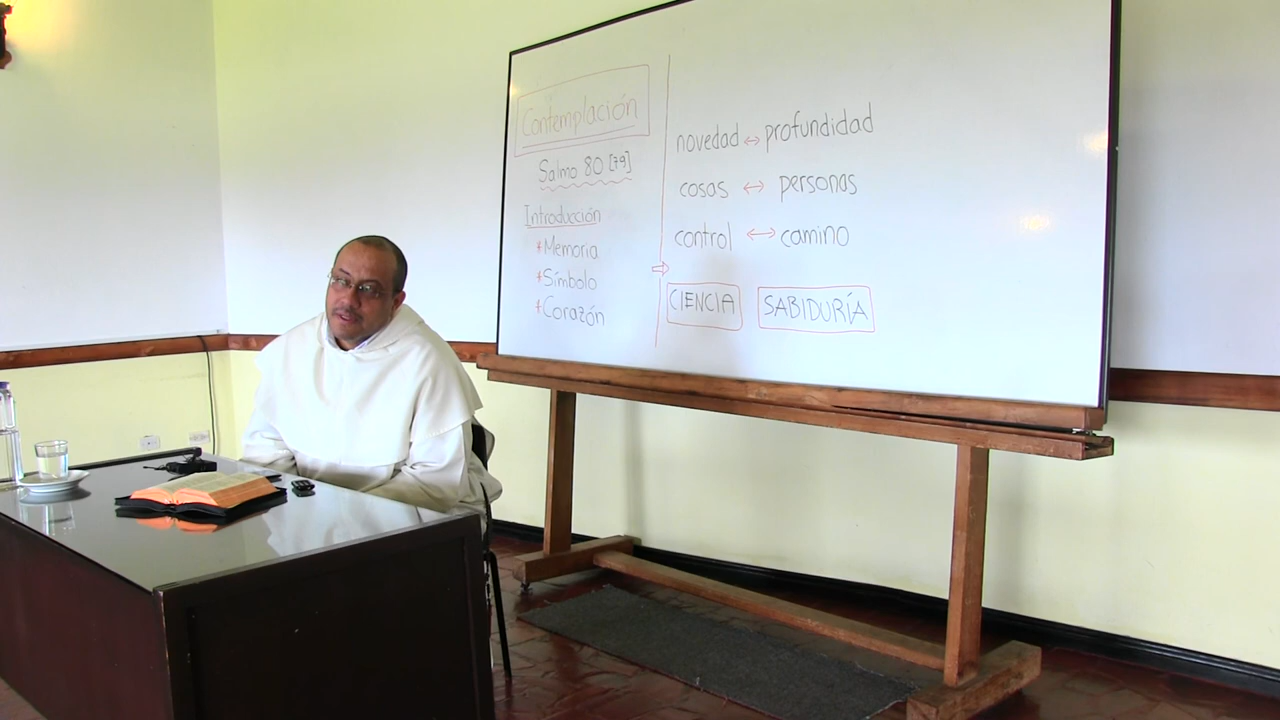 Contemplación
Salmo 80 [79]
Introducción
*Memoria
*Símbolo
*Corazón
novedad ↔ profundidad
cosas ↔ personas
control ↔ camino
⇨
CIENCIA SABIDURÍA